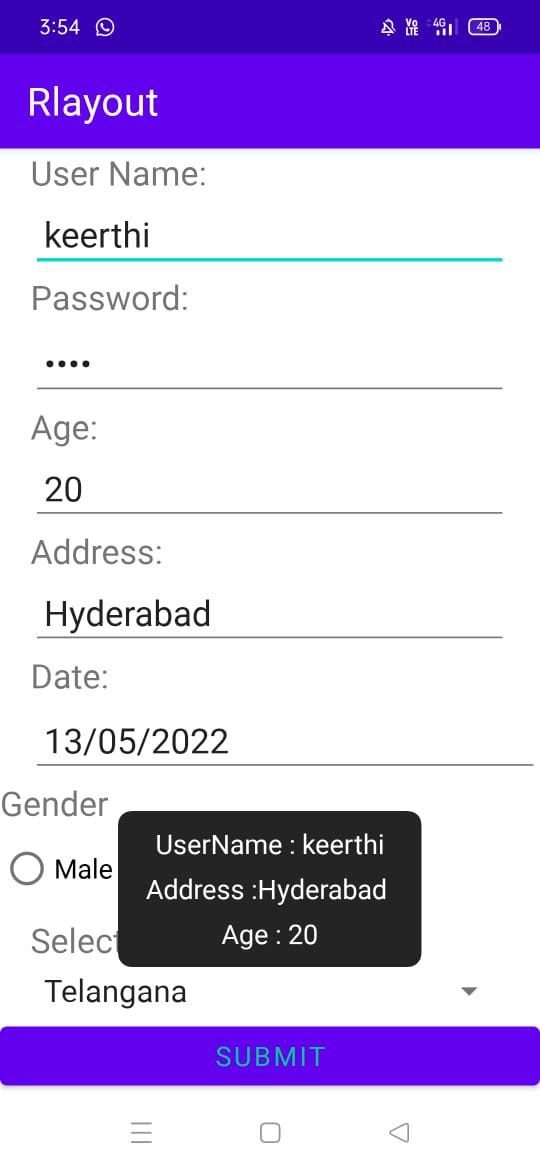 3:54 VO LTE 4G 48
Rlayout
User Name:
keerthi
Password:
••••
Age:
20
Address:
Hyderabad
Date:
13/05/2022
Gender
UserName : keerthi
Male
Address :Hyderabad
Age : 20
Select
Telangana
SUBMIT